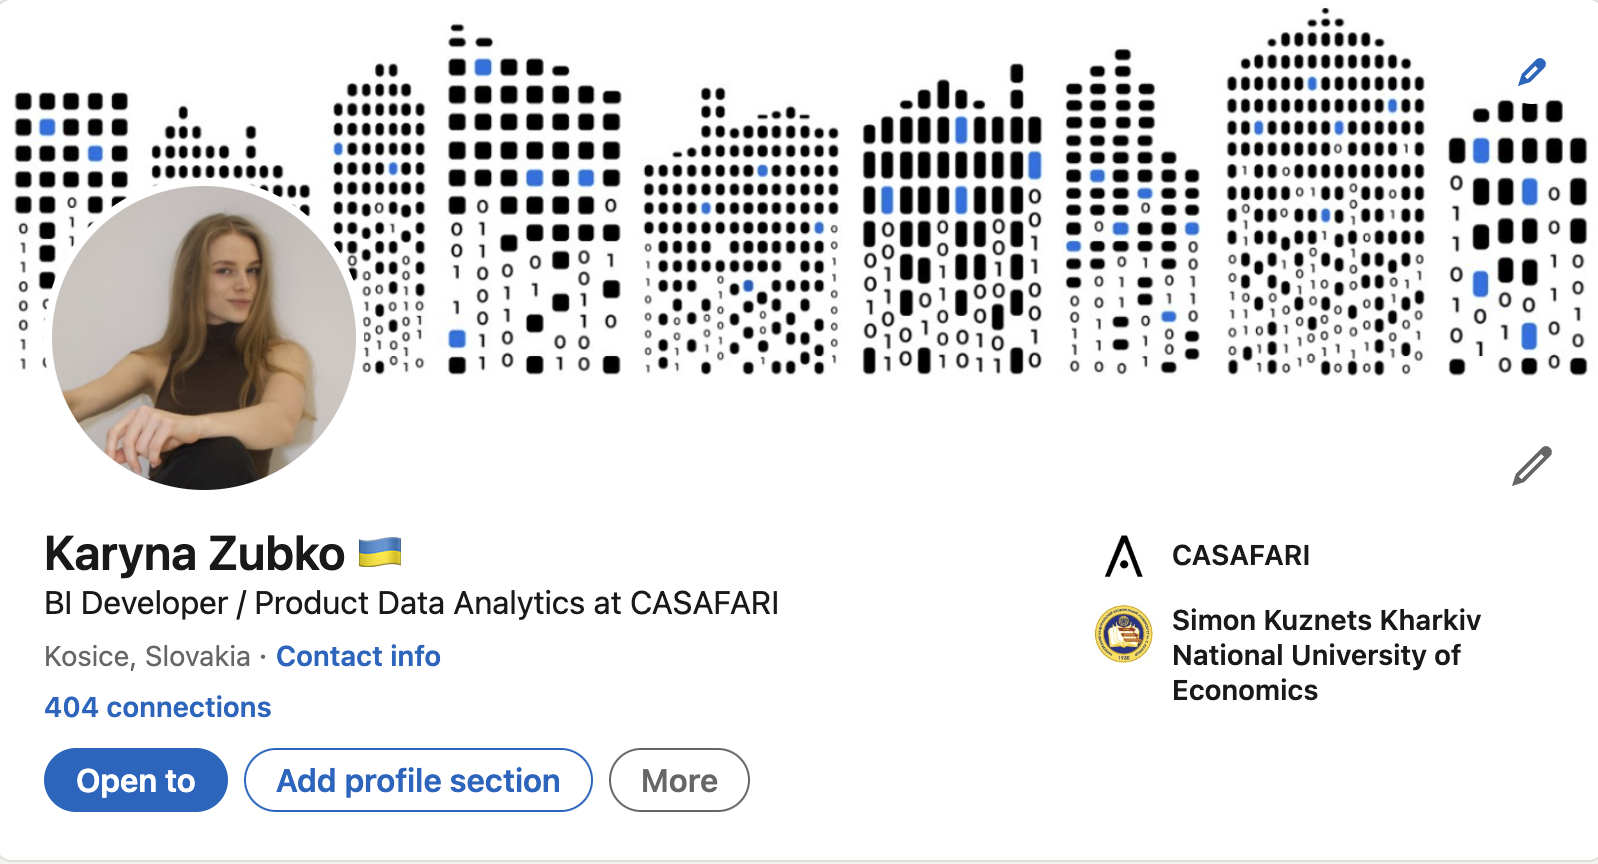 Karyna Zubko 🇺🇦
BI Developer / Product Data Analytics at CASAFARI
Kosice, Slovakia · Contact info
404 connections
Open to
Add profile section
More
CASAFARI
Simon Kuznets Kharkiv
National University of
Economics